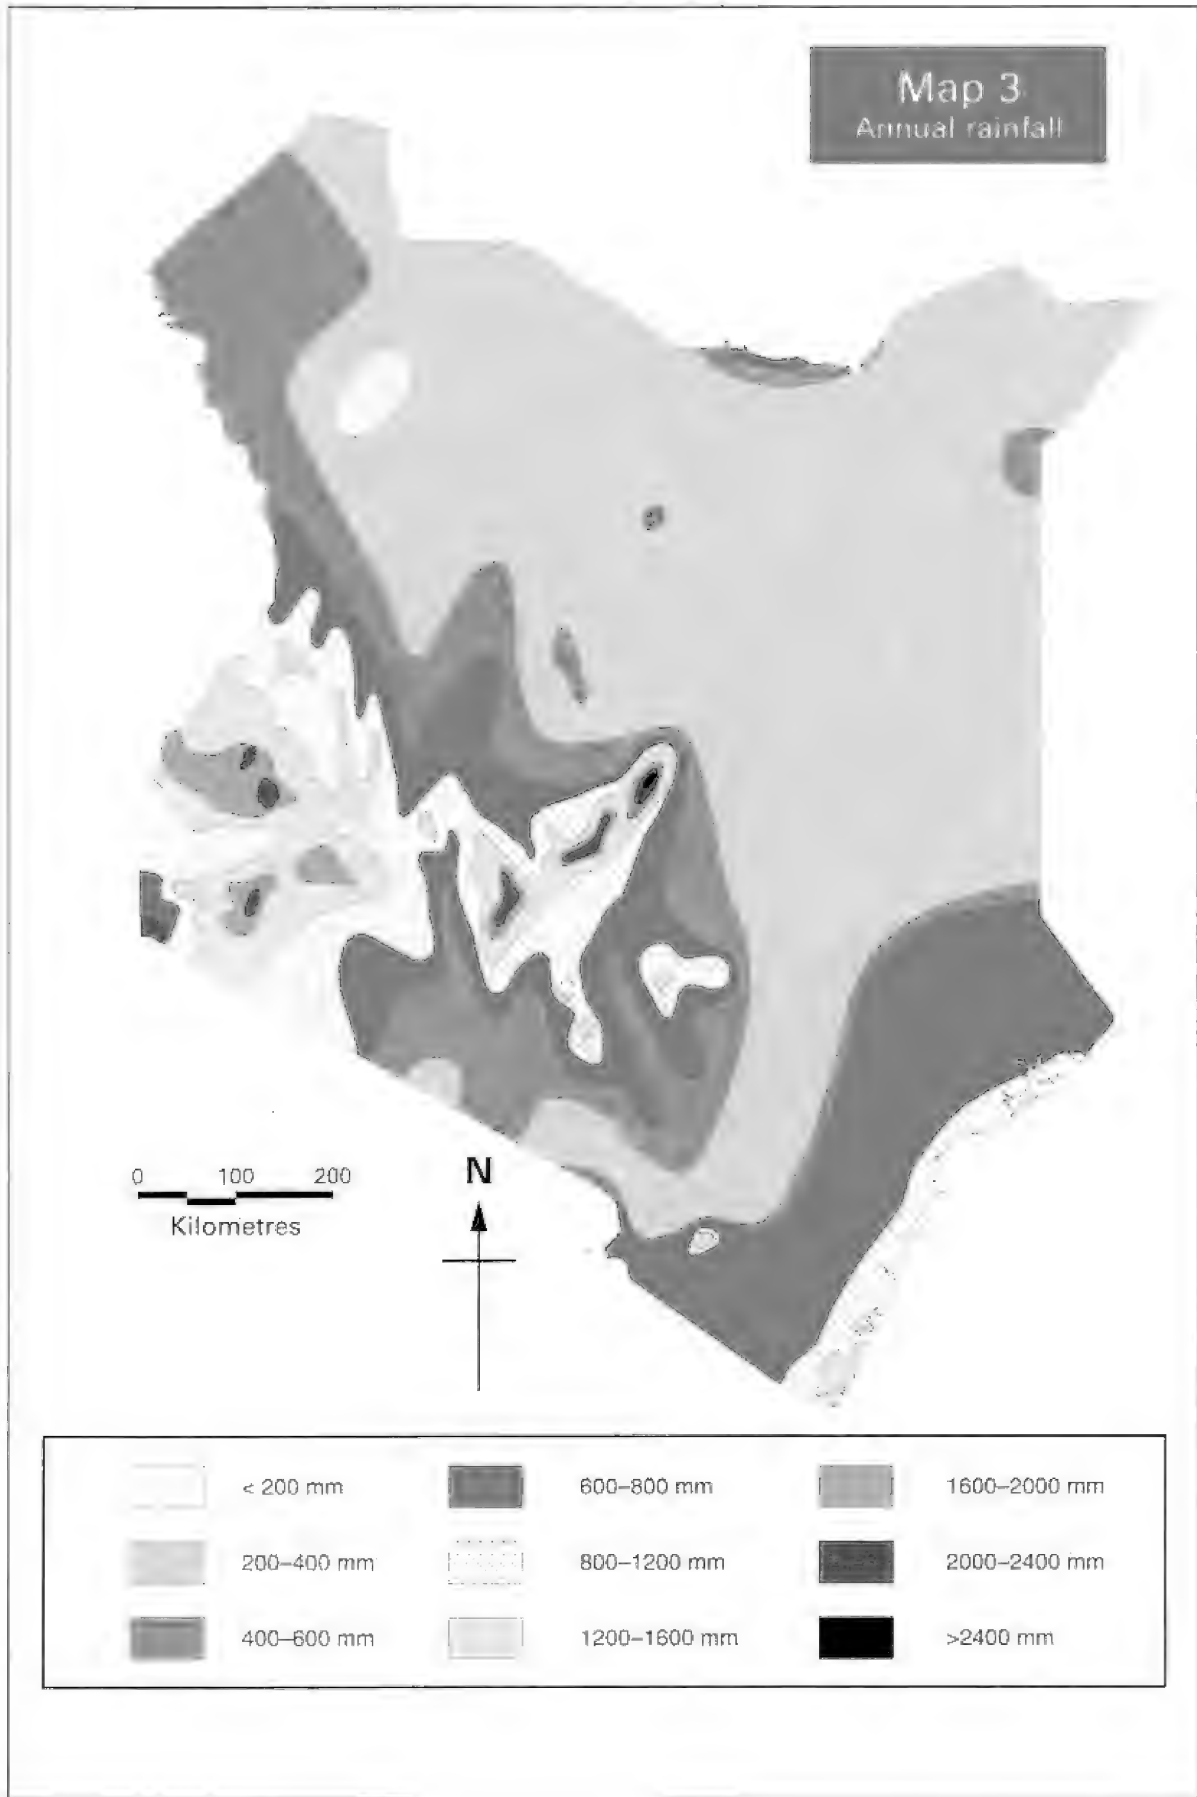 Map 3
Annual rainfall
0 100 200
Kilometres
N
< 200 mm
200–400 mm
400–600 mm
600–800 mm
800–1200 mm
1200–1600 mm
1600–2000 mm
2000–2400 mm
>2400 mm